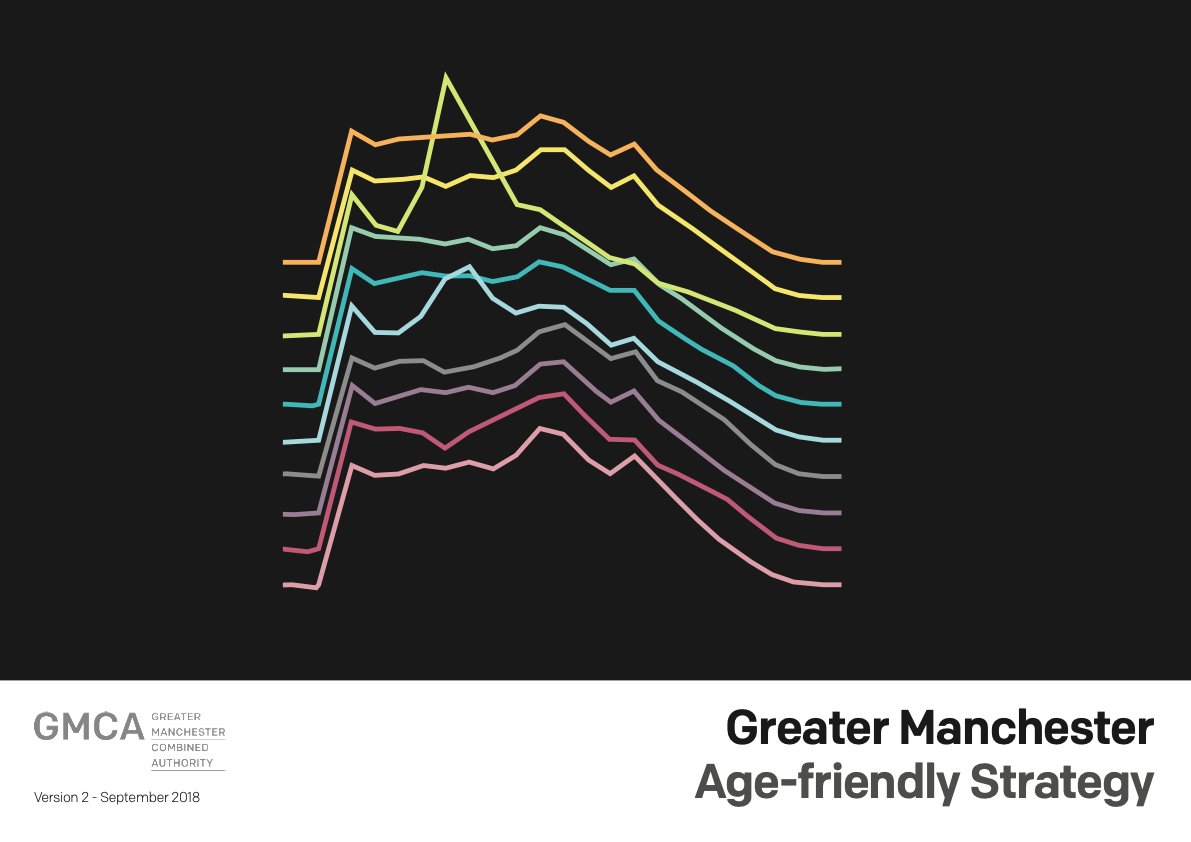 GMCA
GREATER
MANCHESTER
COMBINED
AUTHORITY
Version 2 - September 2018
Greater Manchester
Age-friendly Strategy